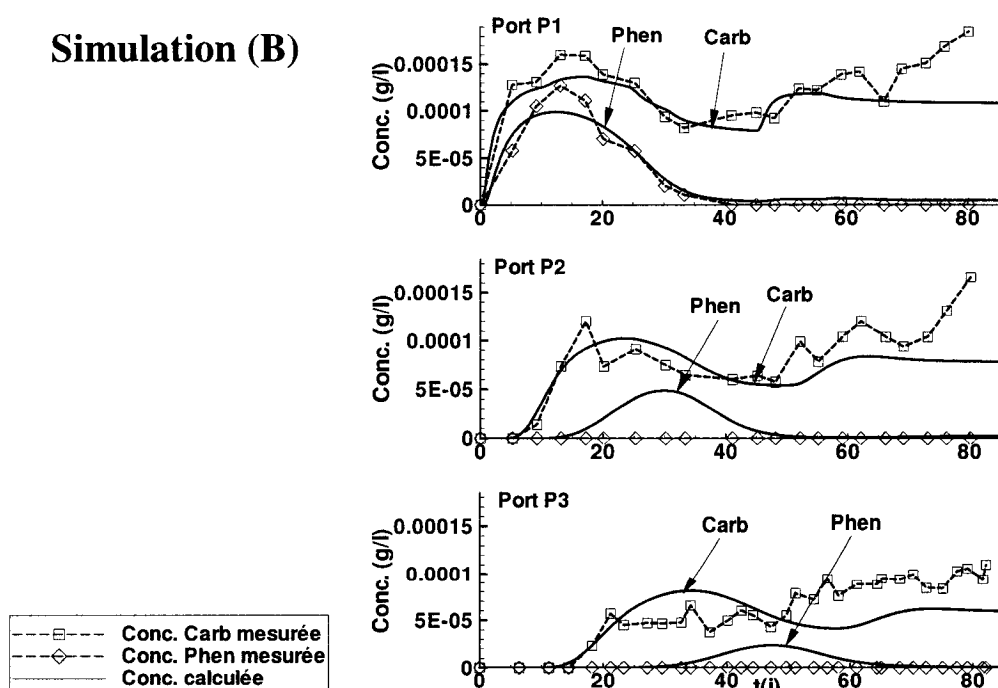 Simulation (B)
Port P1
Phen
Carb
Conc. (g/l)
0.00015
0.0001
5E-05
0
0
20
40
60
80
Port P2
Phen
Carb
Conc. (g/l)
0.00015
0.0001
5E-05
0
0
20
40
60
80
Port P3
Carb
Phen
Conc. (g/l)
0.00015
0.0001
5E-05
0
0
20
40
60
80
t(j)
Conc. Carb mesurée
Conc. Phen mesurée
Conc. calculée